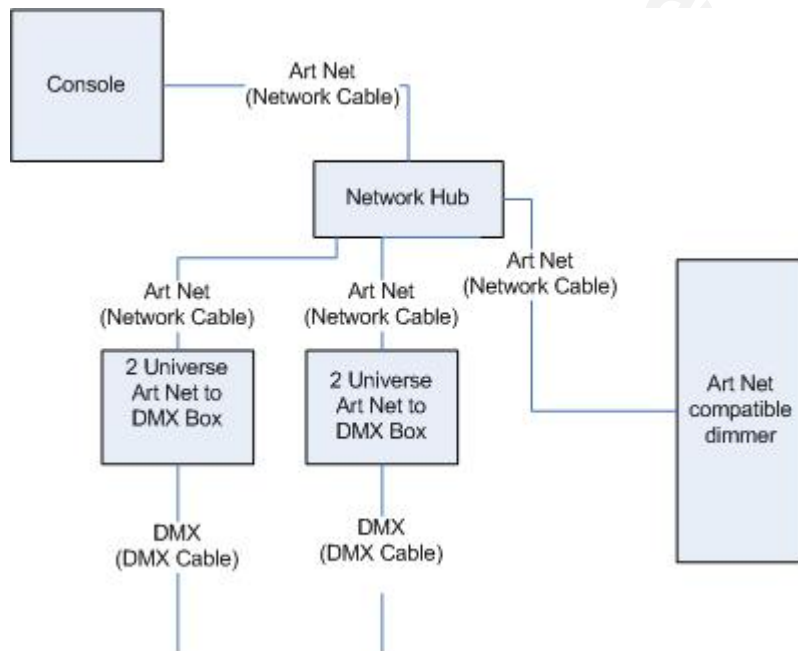 Console
Art Net
(Network Cable)
Network Hub
Art Net
(Network Cable)
Art Net
(Network Cable)
Art Net
(Network Cable)
2 Universe
Art Net to
DMX Box
2 Universe
Art Net to
DMX Box
Art Net
compatible
dimmer
DMX
(DMX Cable)
DMX
(DMX Cable)